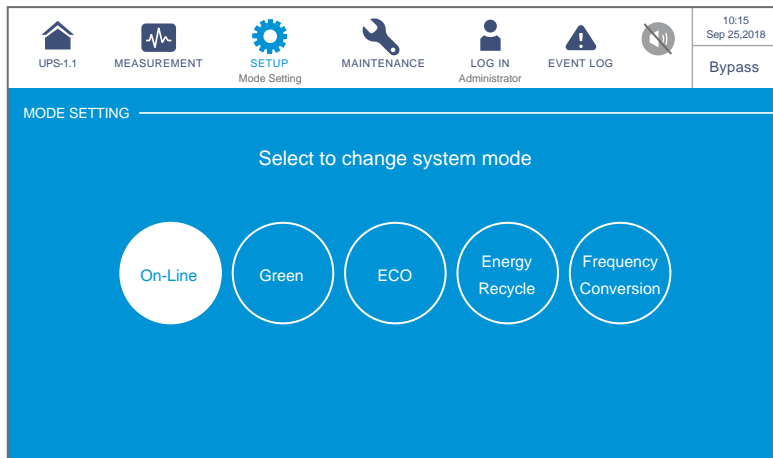 UPS-1.1
MEASUREMENT
SETUP
Mode Setting
MAINTENANCE
LOG IN
Administrator
EVENT LOG
10:15
Sep 25,2018
Bypass
MODE SETTING
Select to change system mode
On-Line
Green
ECO
Energy
Recycle
Frequency
Conversion